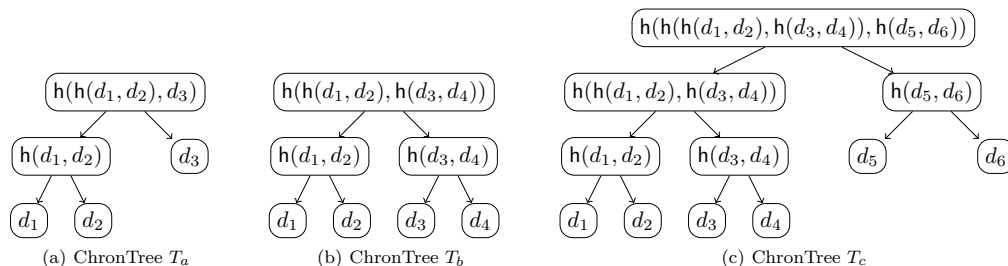 h(h(h(d₁, d₂), h(d₃, d₄)), h(d₅, d₆))
h(h(d₁, d₂), d₃) h(h(d₁, d₂), h(d₃, d₄)) h(h(d₁, d₂), h(d₃, d₄)) h(d₅, d₆)
h(d₁, d₂) d₃ h(d₁, d₂) h(d₃, d₄) h(d₁, d₂) h(d₃, d₄) d₅ d₆
d₁ d₂ d₁ d₂ d₃ d₄ d₁ d₂ d₃ d₄
(a) ChronTree Tₐ (b) ChronTree T_b (c) ChronTree T_c